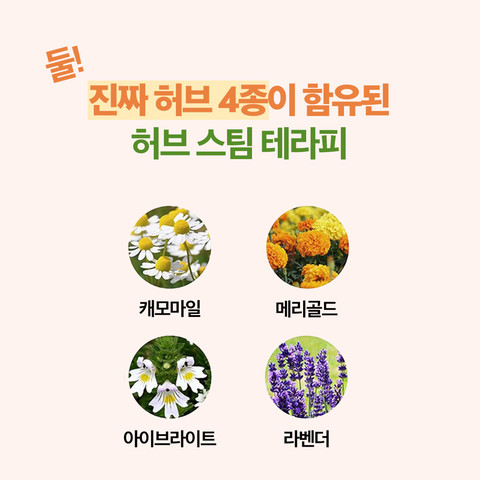 둘!
진짜 허브 4종이 함유된
허브 스팀 테라피
캐모마일
메리골드
아이브라이트
라벤더